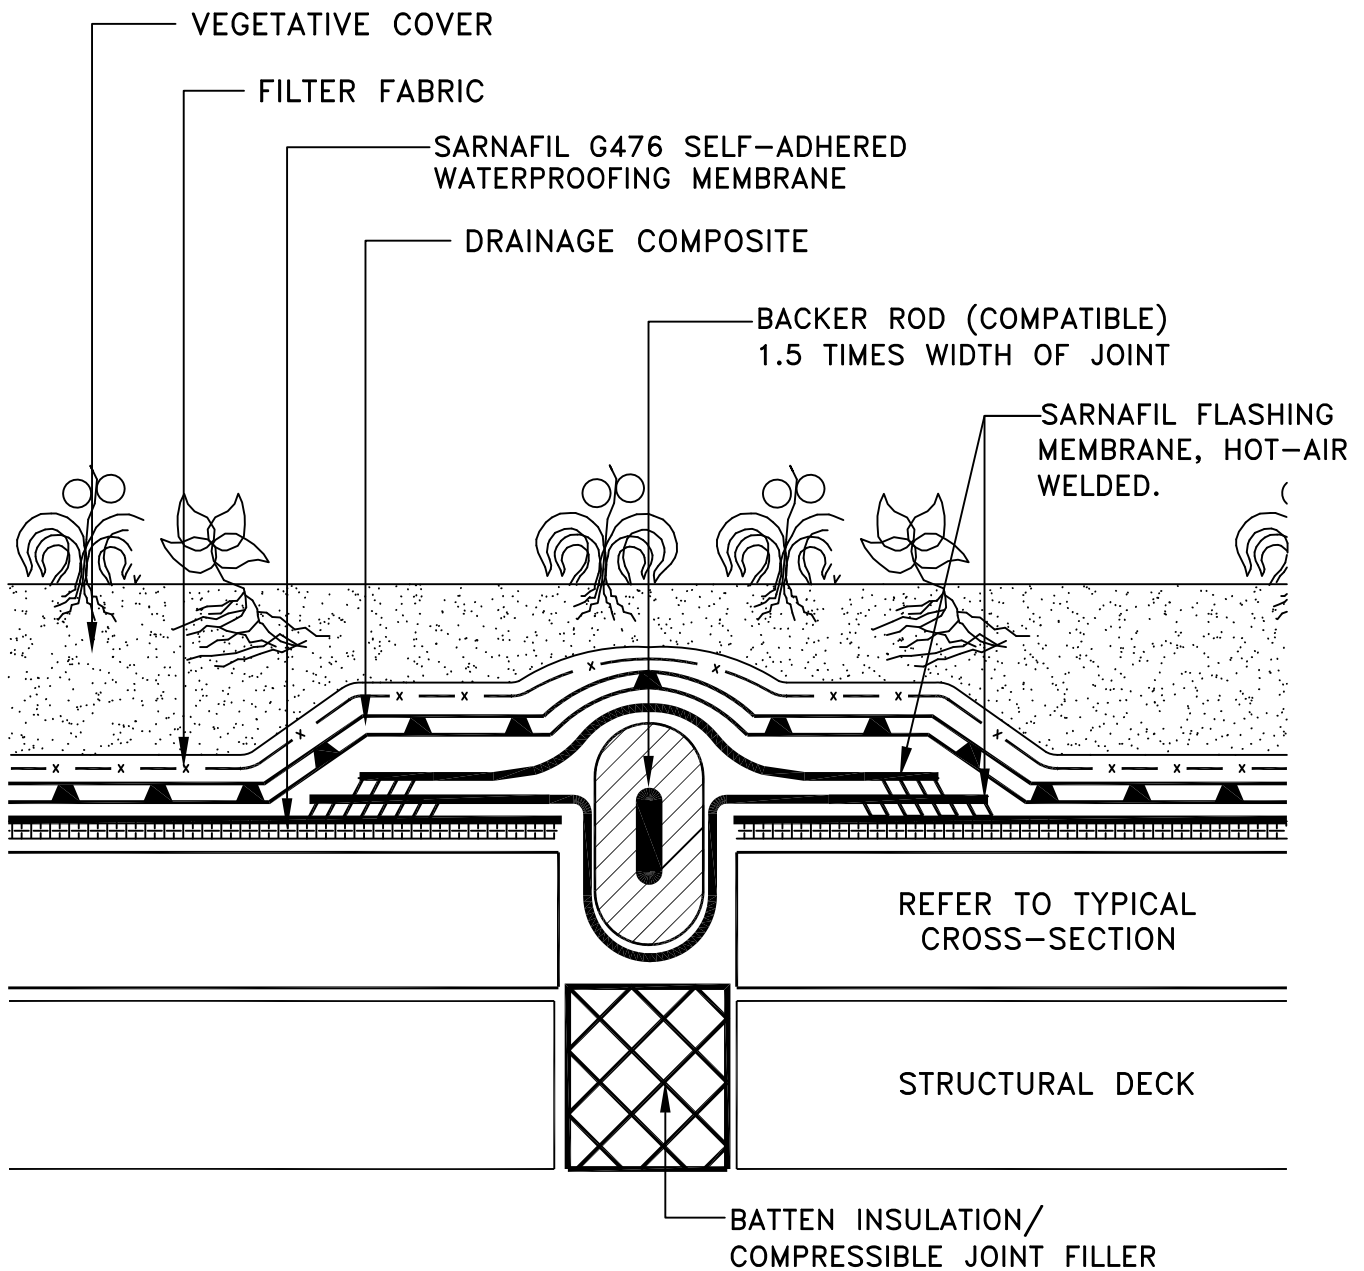 VEGETATIVE COVER
FILTER FABRIC
SARNAFIL G476 SELF-ADHERED
WATERPROOFING MEMBRANE
DRAINAGE COMPOSITE
BACKER ROD (COMPATIBLE)
1.5 TIMES WIDTH OF JOINT
SARNAFIL FLASHING
MEMBRANE, HOT-AIR
WELDED.
REFER TO TYPICAL
CROSS-SECTION
STRUCTURAL DECK
BATTEN INSULATION/
COMPRESSIBLE JOINT FILLER